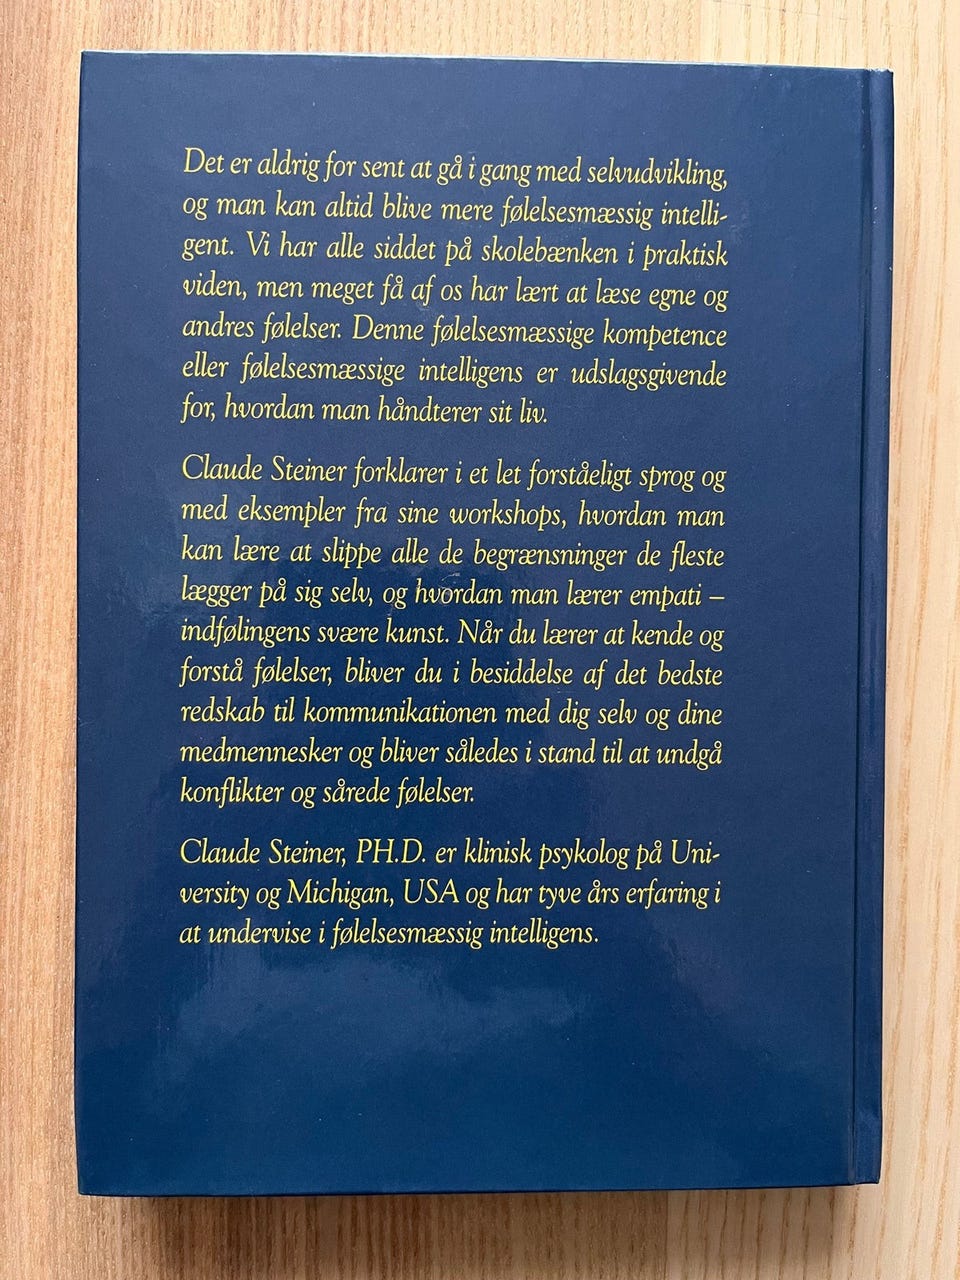 Det er aldrig for sent at gå i gang med selvudvikling,
og man kan altid blive mere følelsesmæssig intelli-
gent. Vi har alle siddet på skolebænken i praktisk
viden, men meget få af os har lært at læse egne og
andres følelser. Denne følelsesmæssige kompetence
eller følelsesmæssige intelligens er udslagsgivende
for, hvordan man håndterer sit liv.
Claude Steiner forklarer i et let forståeligt sprog og
med eksempler fra sine workshops, hvordan man
kan lære at slippe alle de begrænsninger de fleste
lægger på sig selv, og hvordan man lærer empati –
indfølingens svære kunst. Når du lærer at kende og
forstå følelser, bliver du i besiddelse af det bedste
redskab til kommunikationen med dig selv og dine
medmennesker og bliver således i stand til at undgå
konflikter og sårede følelser.
Claude Steiner, PH.D. er klinisk psykolog på Uni-
versity og Michigan, USA og har tyve års erfaring i
at undervise i følelsesmæssig intelligens.